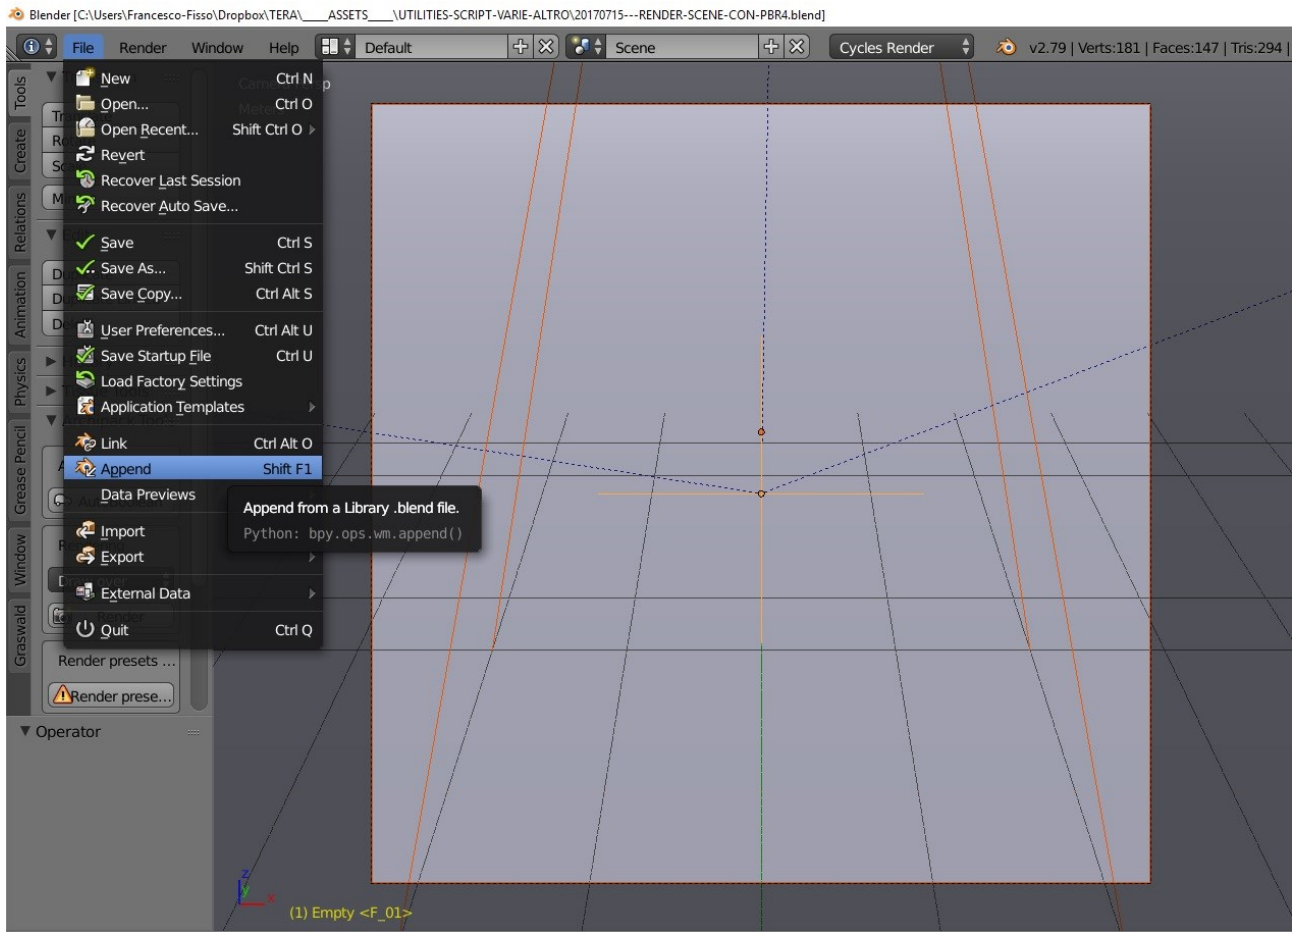 Blender [C:\Users\Francesco-Fisso\Dropbox\TERA\____ASSETS____\UTILITIES-SCRIPT-VARIE-ALTRO\20170715---RENDER-SCENE-CON-PBR4.blend]
File Render Window Help Default Scene Cycles Render v2.79 | Verts:181 | Faces:147 | Tris:294 |
New Ctrl N
Open... Ctrl O
Open Recent... Shift Ctrl O
Revert
Recover Last Session
Recover Auto Save...
Save Ctrl S
Save As... Shift Ctrl S
Save Copy... Ctrl Alt S
User Preferences... Ctrl Alt U
Save Startup File Ctrl U
Load Factory Settings
Application Templates
Link Ctrl Alt O
Append Shift F1
Data Previews
Import
Export
External Data
Quit Ctrl Q
Append from a Library .blend file.
Python: bpy.ops.wm.append()
Tools
Create
Relations
Animation
Physics
Grease Pencil
Window
Graswald
Render presets ...
Render prese...
Operator
z
y
x
(1) Empty <F_01>